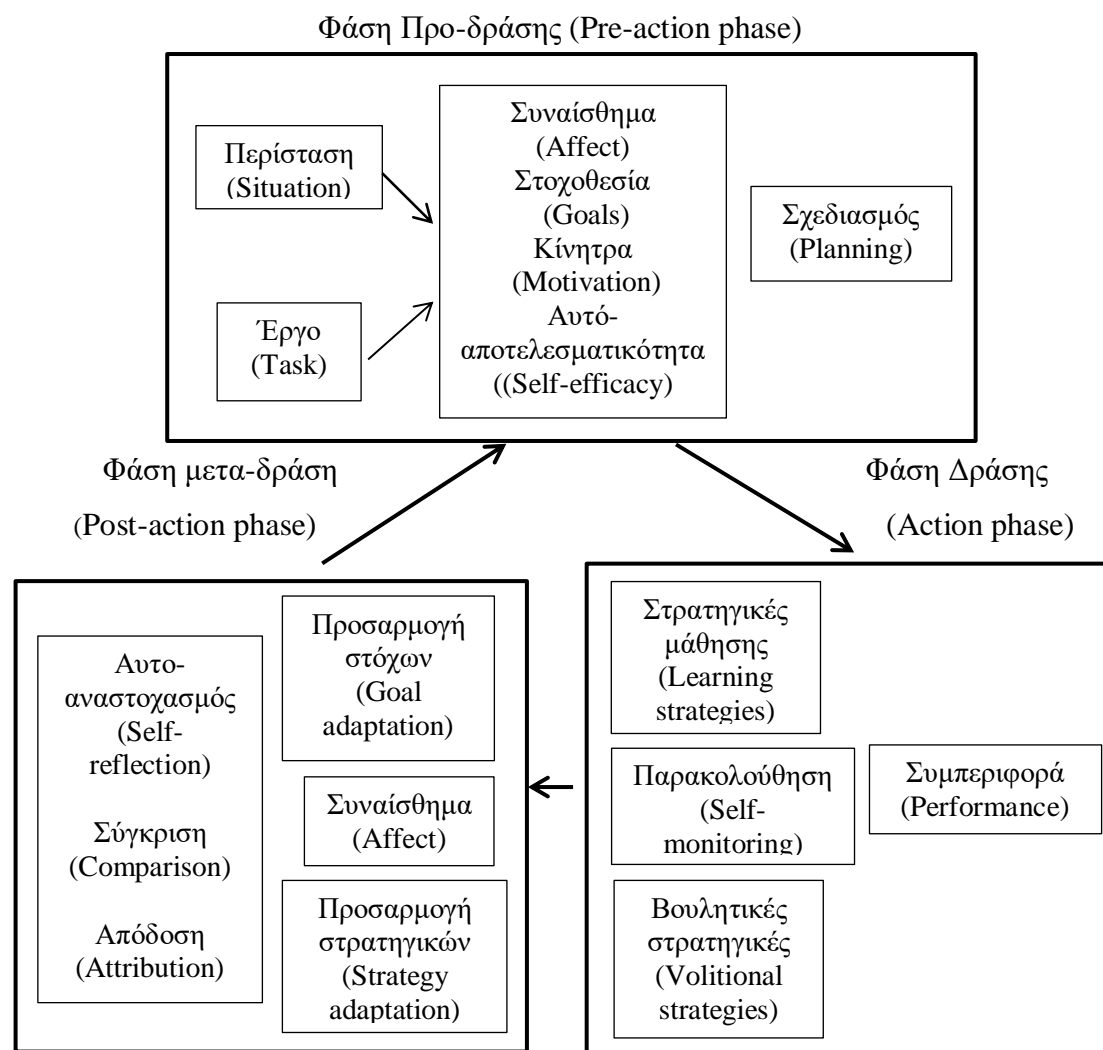 Φάση Προ-δράσης (Pre-action phase)
Περίσταση
(Situation)
Έργο
(Task)
Συναίσθημα
(Affect)
Στοχοθεσία
(Goals)
Κίνητρα
(Motivation)
Αυτό-
αποτελεσματικότητα
((Self-efficacy)
Σχεδιασμός
(Planning)
Φάση μετα-δράση
(Post-action phase)
Φάση Δράσης
(Action phase)
Αυτο-
αναστοχασμός
(Self-
reflection)
Σύγκριση
(Comparison)
Απόδοση
(Attribution)
Προσαρμογή
στόχων
(Goal
adaptation)
Συναίσθημα
(Affect)
Προσαρμογή
στρατηγικών
(Strategy
adaptation)
Στρατηγικές
μάθησης
(Learning
strategies)
Παρακολούθηση
(Self-
monitoring)
Βουλητικές
στρατηγικές
(Volitional
strategies)
Συμπεριφορά
(Performance)